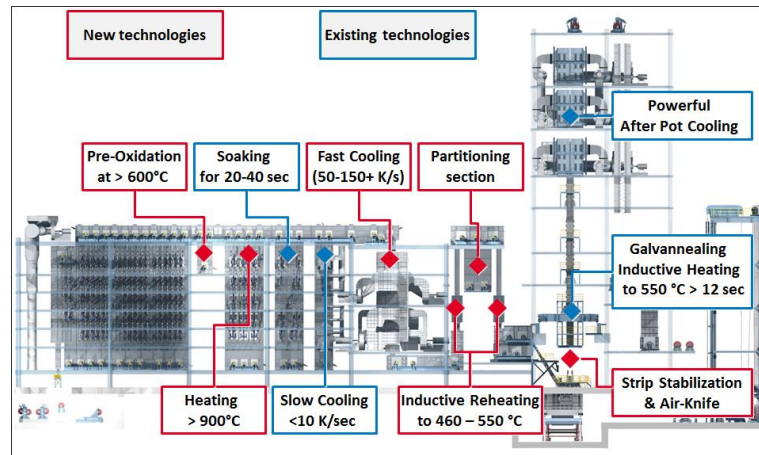 New technologies
Existing technologies
Powerful
After Pot Cooling
Pre-Oxidation
at > 600°C
Soaking
for 20-40 sec
Fast Cooling
(50-150+ K/s)
Partitioning
section
Galvannealing
Inductive Heating
to 550 °C > 12 sec
Heating
> 900°C
Slow Cooling
<10 K/sec
Inductive Reheating
to 460 – 550 °C
Strip Stabilization
& Air-Knife